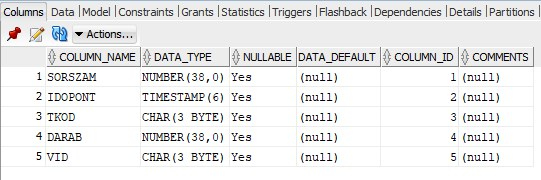 Columns Data Model Constraints Grants Statistics Triggers Flashback Dependencies Details Partitions
Actions...
COLUMN_NAME DATA_TYPE NULLABLE DATA_DEFAULT COLUMN_ID COMMENTS
1 SORSZAM NUMBER(38,0) Yes (null) 1 (null)
2 IDOPONT TIMESTAMP(6) Yes (null) 2 (null)
3 TKOD CHAR(3 BYTE) Yes (null) 3 (null)
4 DARAB NUMBER(38,0) Yes (null) 4 (null)
5 VID CHAR(3 BYTE) Yes (null) 5 (null)